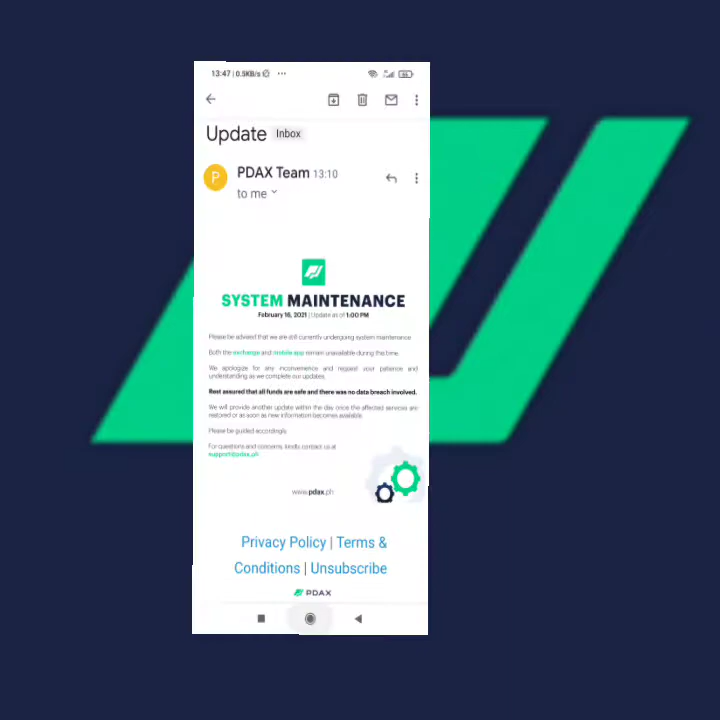 13:47 | 0.5KB/s
Update Inbox
P PDAX Team 13:10
to me
SYSTEM MAINTENANCE
February 16, 2021 | Update as of 1:00 PM
Please be advised that we are still currently undergoing system maintenance
Both the exchange and mobile app remain unavailable during this time.
We apologize for any inconvenience and request your patience and
understanding as we complete our updates.
Rest assured that all funds are safe and there was no data breach involved.
We will provide another update within the day once the affected services are
restored or as soon as new information becomes available.
Please be guided accordingly.
For questions and concerns, kindly contact us at
support@pdax.ph
www.pdax.ph
Privacy Policy | Terms &
Conditions | Unsubscribe
PDAX